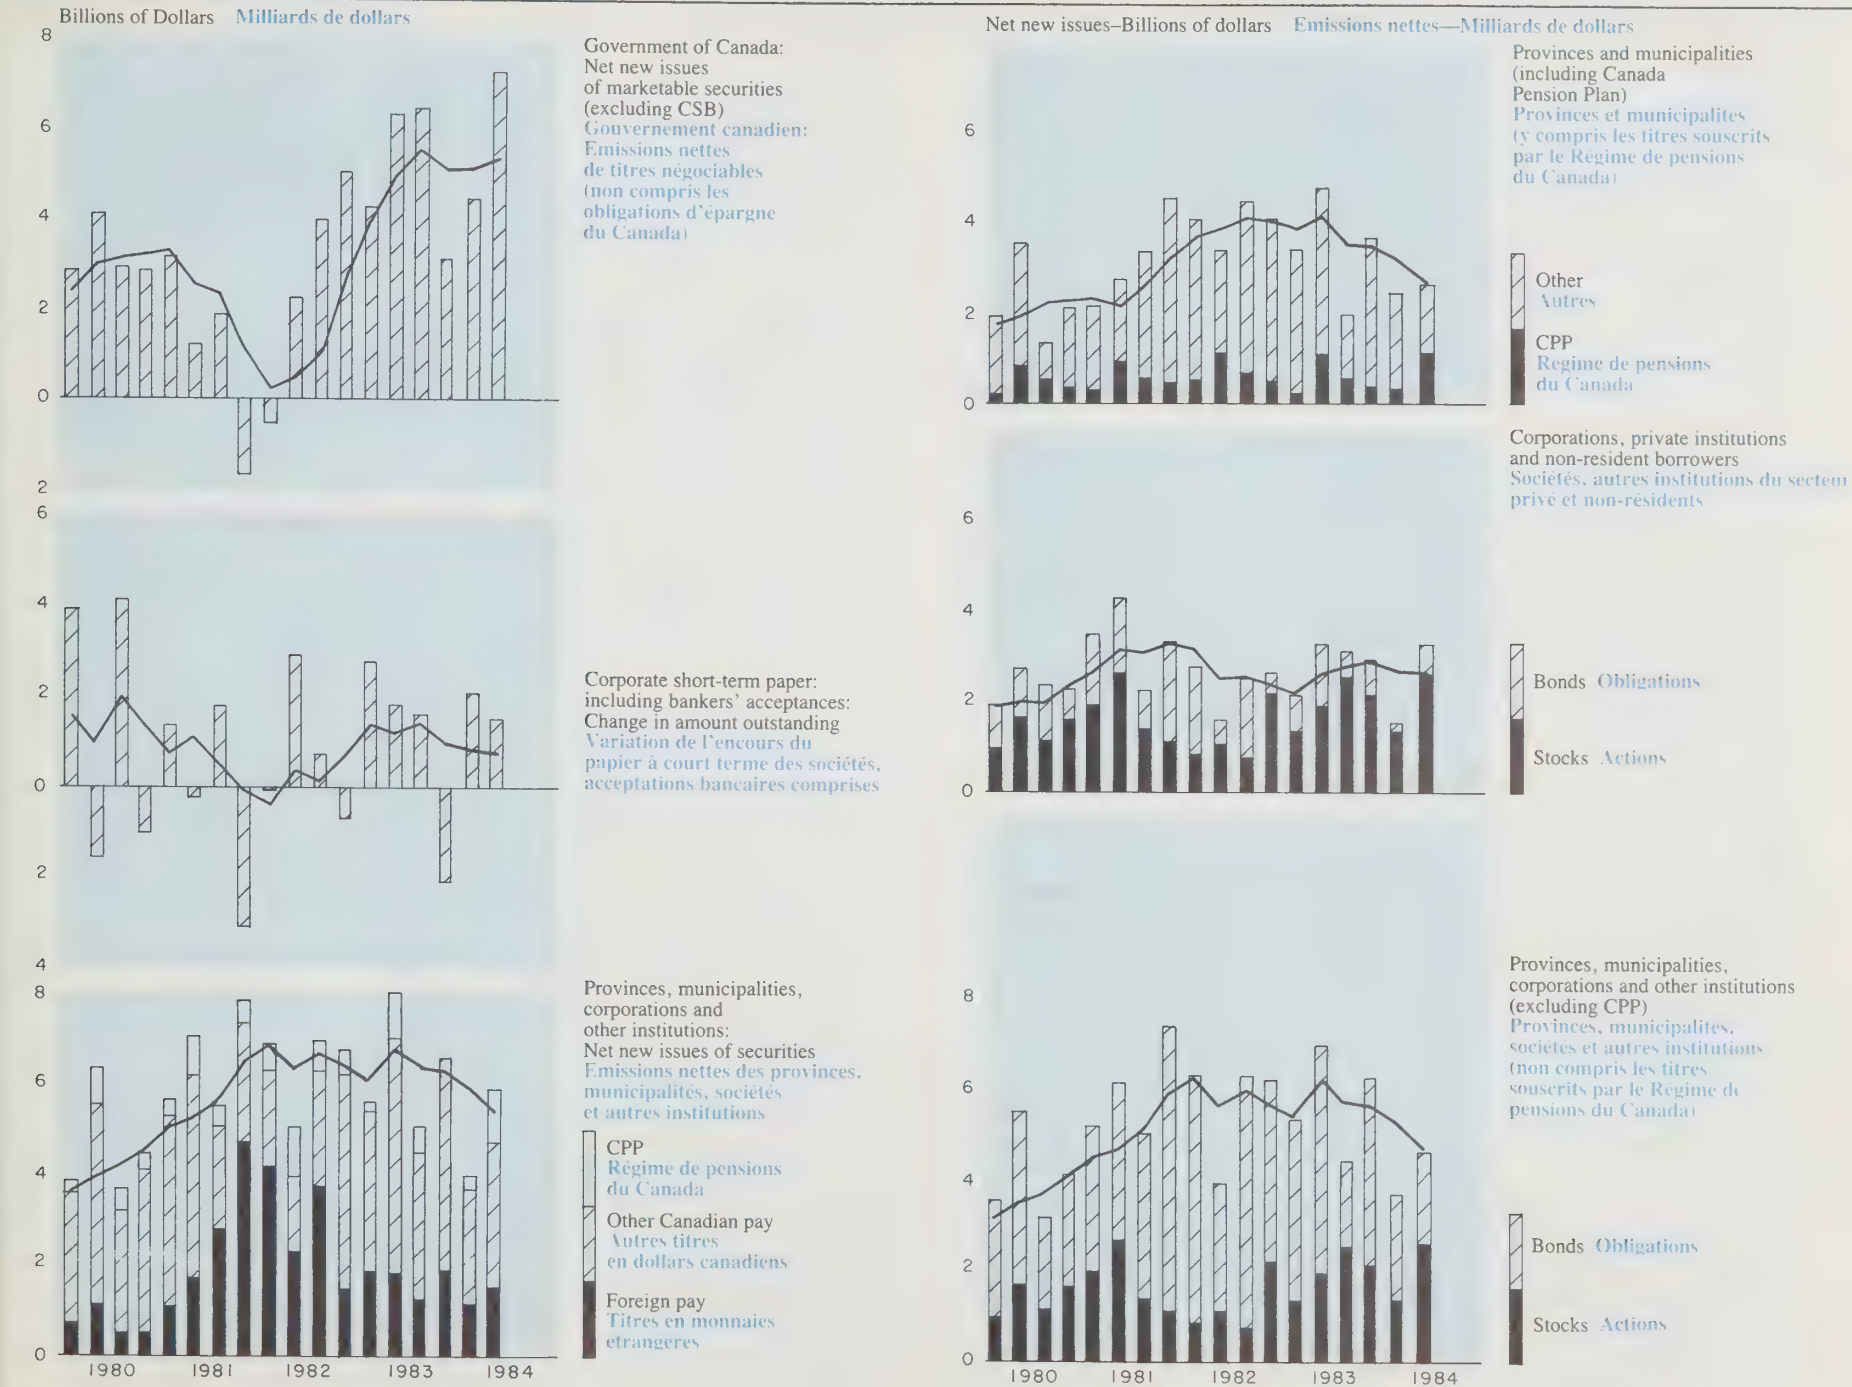 Billions of Dollars Milliards de dollars
8
6
4
2
0
2
Government of Canada:
Net new issues
of marketable securities
(excluding CSB)
Gouvernement canadien:
Emissions nettes
de titres négociables
(non compris les
obligations d'épargne
du Canada)
6
4
2
0
2
4
Corporate short-term paper:
including bankers' acceptances:
Change in amount outstanding
Variation de l'encours du
papier à court terme des sociétés,
acceptations bancaires comprises
8
6
4
2
0
1980 1981 1982 1983 1984
Provinces, municipalities,
corporations and
other institutions:
Net new issues of securities
Emissions nettes des provinces,
municipalités, sociétés
et autres institutions
CPP
Régime de pensions
du Canada
Other Canadian pay
Autres titres
en dollars canadiens
Foreign pay
Titres en monnaies
etrangeres
Net new issues–Billions of dollars Emissions nettes—Milliards de dollars
6
4
2
0
Provinces and municipalities
(including Canada
Pension Plan)
Provinces et municipalites
(y compris les titres souscrits
par le Régime de pensions
du Canada)
Other
Autres
CPP
Regime de pensions
du Canada
6
4
2
0
Corporations, private institutions
and non-resident borrowers
Sociétés, autres institutions du secteur
privé et non-résidents
Bonds Obligations
Stocks Actions
8
6
4
2
0
1980 1981 1982 1983 1984
Provinces, municipalities,
corporations and other institutions
(excluding CPP)
Provinces, municipalites,
sociétés et autres institutions
(non compris les titres
souscrits par le Régime de
pensions du Canada)
Bonds Obligations
Stocks Actions